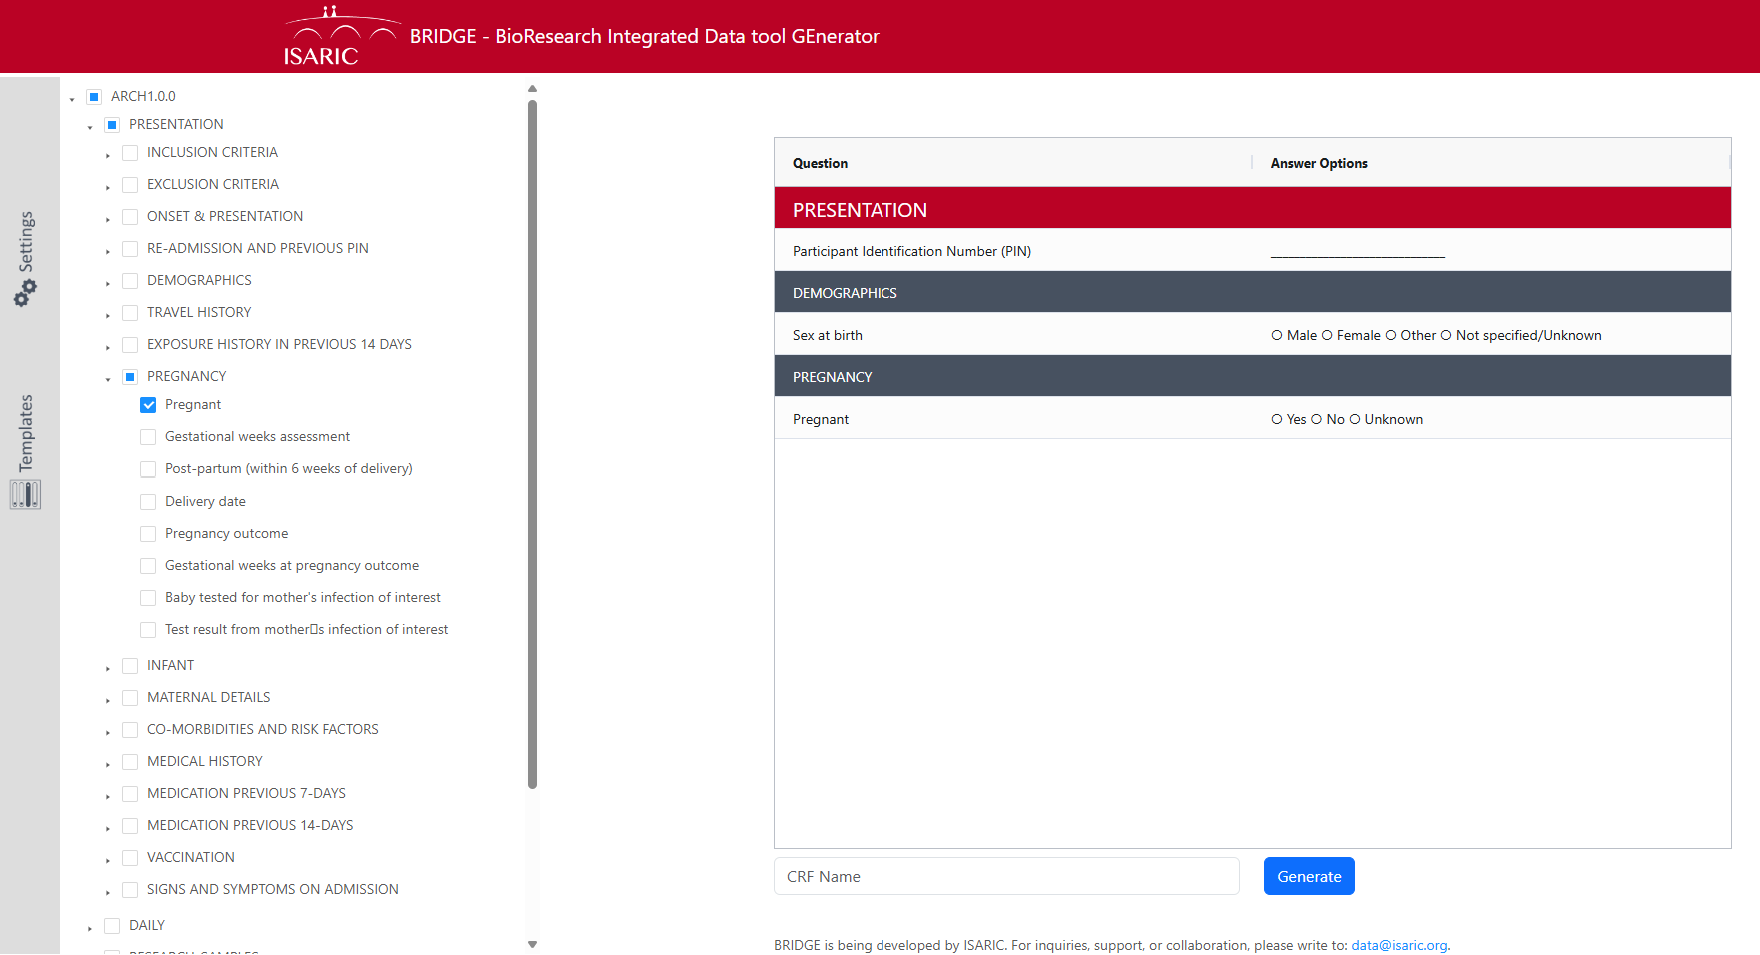 ISARIC
BRIDGE - BioResearch Integrated Data tool GEnerator
Settings
Templates
ARCH1.0.0
PRESENTATION
INCLUSION CRITERIA
EXCLUSION CRITERIA
ONSET & PRESENTATION
RE-ADMISSION AND PREVIOUS PIN
DEMOGRAPHICS
TRAVEL HISTORY
EXPOSURE HISTORY IN PREVIOUS 14 DAYS
PREGNANCY
Pregnant
Gestational weeks assessment
Post-partum (within 6 weeks of delivery)
Delivery date
Pregnancy outcome
Gestational weeks at pregnancy outcome
Baby tested for mother's infection of interest
Test result from mother▯s infection of interest
INFANT
MATERNAL DETAILS
CO-MORBIDITIES AND RISK FACTORS
MEDICAL HISTORY
MEDICATION PREVIOUS 7-DAYS
MEDICATION PREVIOUS 14-DAYS
VACCINATION
SIGNS AND SYMPTOMS ON ADMISSION
DAILY
Question Answer Options
PRESENTATION
Participant Identification Number (PIN) ______________________________
DEMOGRAPHICS
Sex at birth ○ Male ○ Female ○ Other ○ Not specified/Unknown
PREGNANCY
Pregnant ○ Yes ○ No ○ Unknown
CRF Name
Generate
BRIDGE is being developed by ISARIC. For inquiries, support, or collaboration, please write to: data@isaric.org.